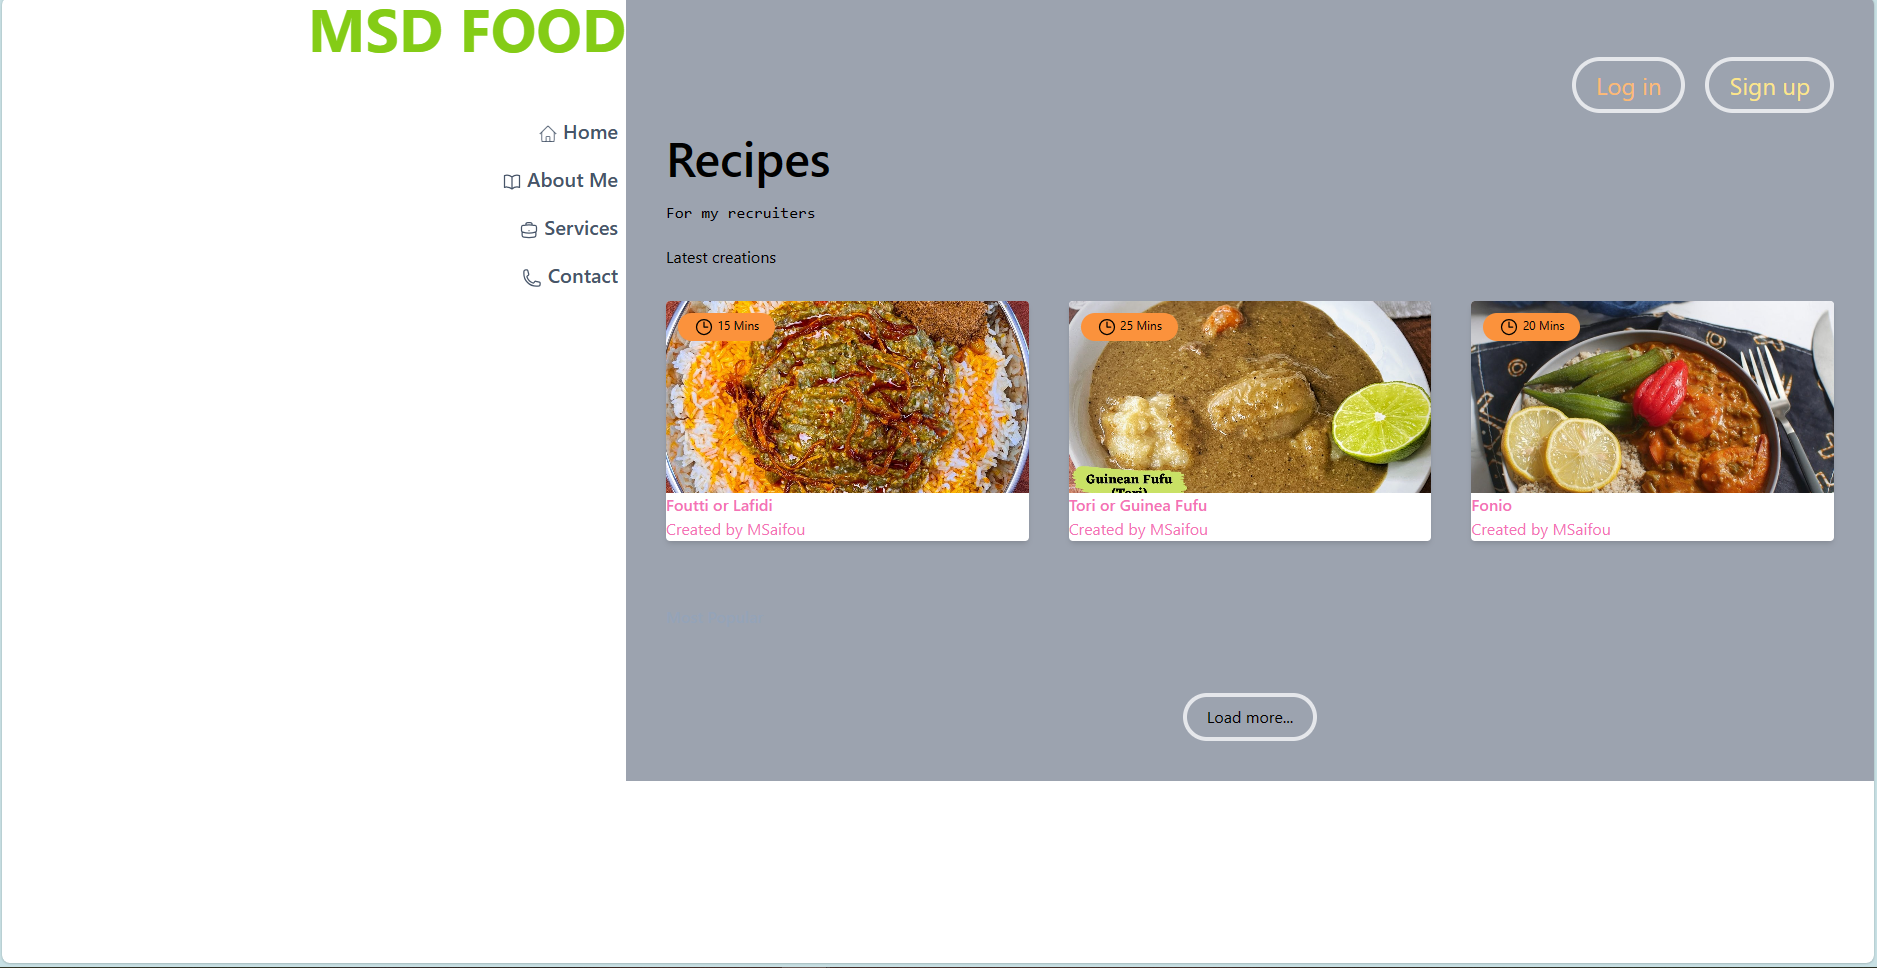 MSD FOOD
Home
About Me
Services
Contact
Log in
Sign up
Recipes
For my recruiters
Latest creations
15 Mins
Foutti or Lafidi
Created by MSaifou
25 Mins
Guinean Fufu
(Tori)
Tori or Guinea Fufu
Created by MSaifou
20 Mins
Fonio
Created by MSaifou
Load more...